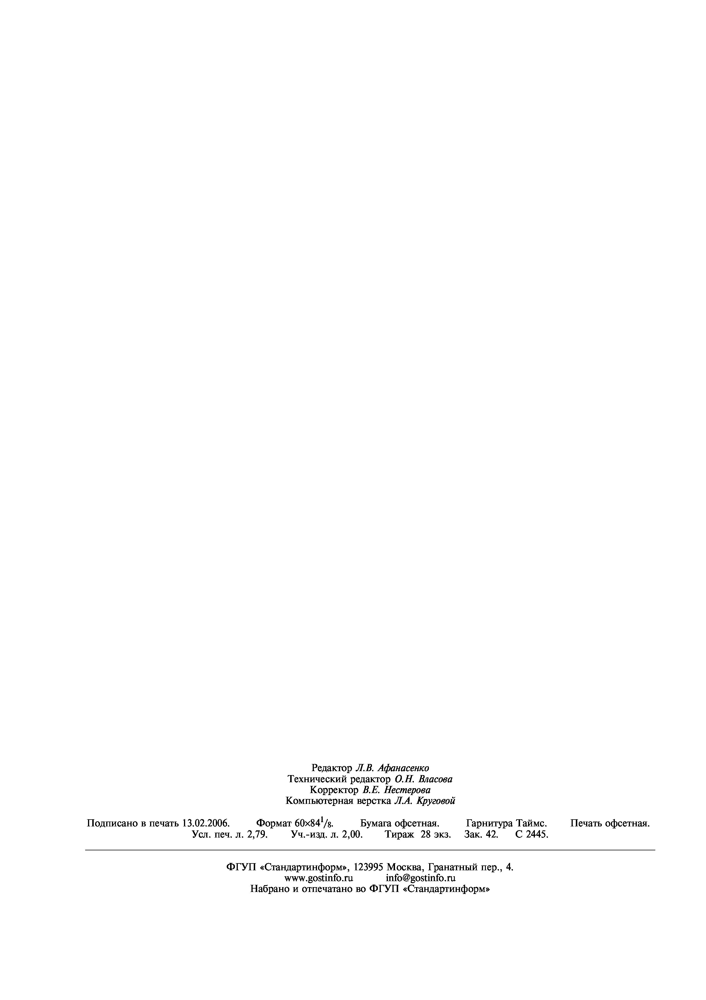 Редактор Л.В. Афанасенко
Технический редактор О.Н. Власова
Корректор В.Е. Нестерова
Компьютерная верстка Л.А. Круговой
Подписано в печать 13.02.2006. Формат 60×84¹/₈. Бумага офсетная. Гарнитура Таймс. Печать офсетная.
Усл. печ. л. 2,79. Уч.-изд. л. 2,00. Тираж 28 экз. Зак. 42. С 2445.
ФГУП «Стандартинформ», 123995 Москва, Гранатный пер., 4.
www.gostinfo.ru info@gostinfo.ru
Набрано и отпечатано во ФГУП «Стандартинформ»